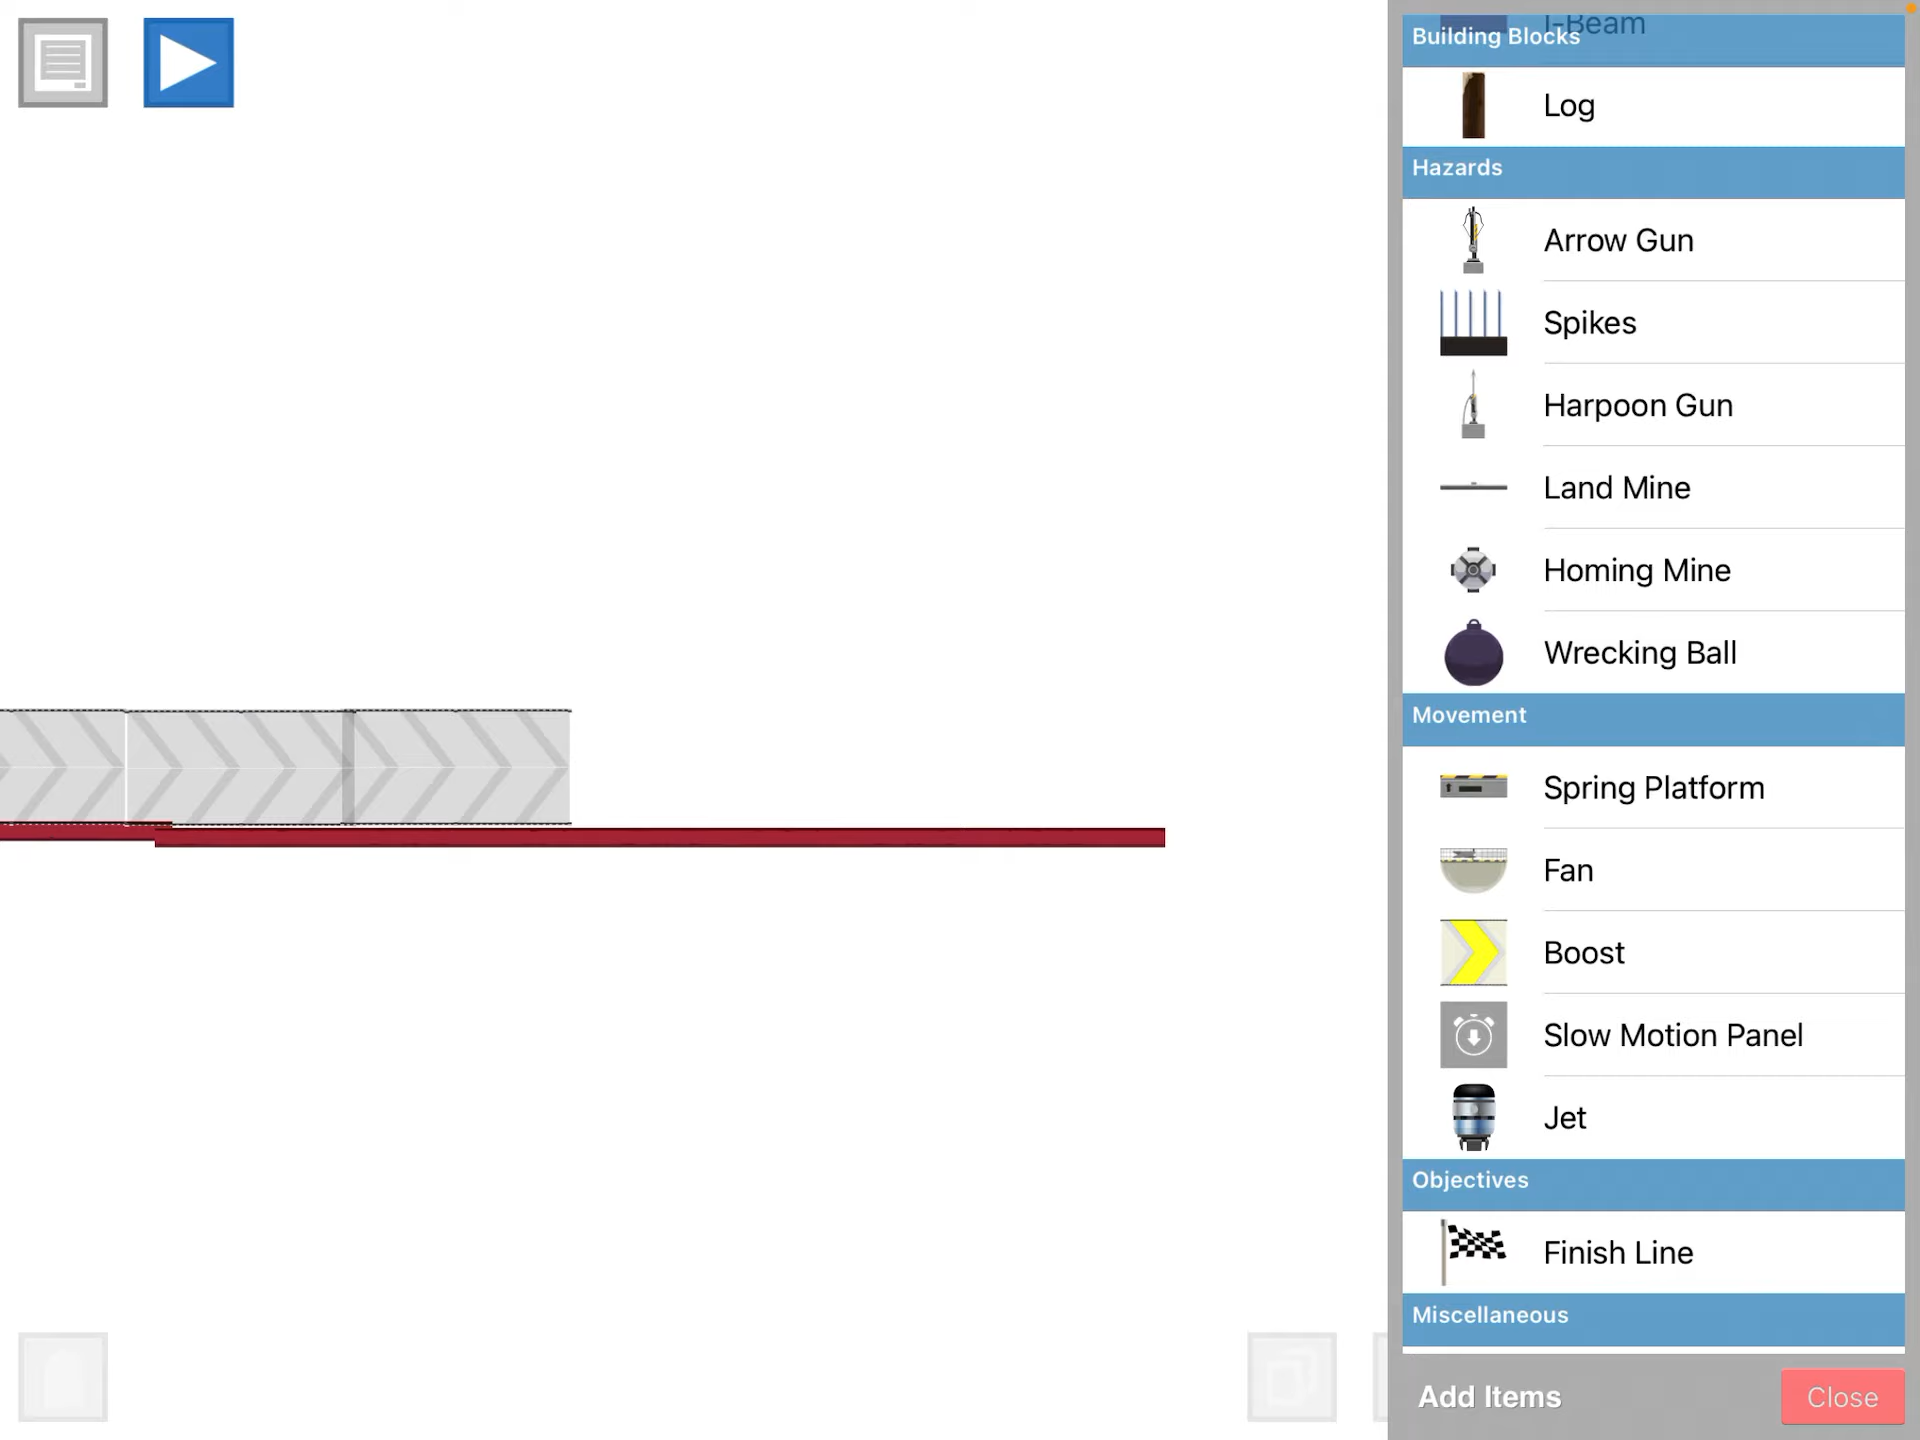 I-Beam
Building Blocks
Log
Hazards
Arrow Gun
Spikes
Harpoon Gun
Land Mine
Homing Mine
Wrecking Ball
Movement
Spring Platform
Fan
Boost
Slow Motion Panel
Jet
Objectives
Finish Line
Miscellaneous
Add Items
Close